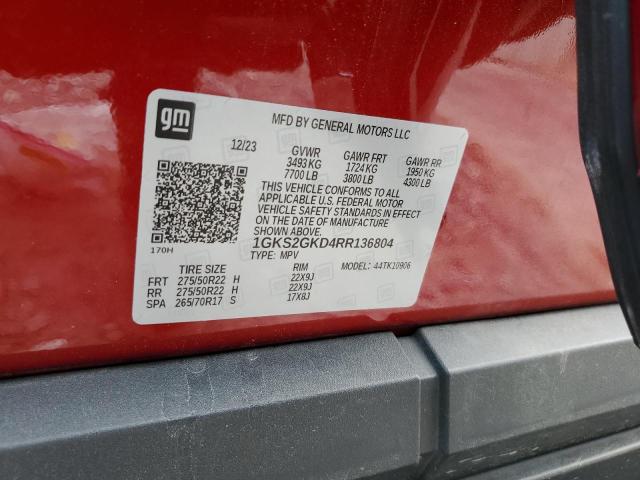 gm
MFD BY GENERAL MOTORS LLC
12/23 GVWR GAWR FRT GAWR RR
3493 KG 1724 KG 1950 KG
7700 LB 3800 LB 4300 LB
THIS VEHICLE CONFORMS TO ALL
APPLICABLE U.S. FEDERAL MOTOR
VEHICLE SAFETY STANDARDS IN EFFECT
ON THE DATE OF MANUFACTURE
SHOWN ABOVE.
1GKS2GKD4RR136804
170H
TYPE: MPV MODEL: 44TK10906
TIRE SIZE RIM
FRT 275/50R22 H 22X9J
RR 275/50R22 H 22X9J
SPA 265/70R17 S 17X8J